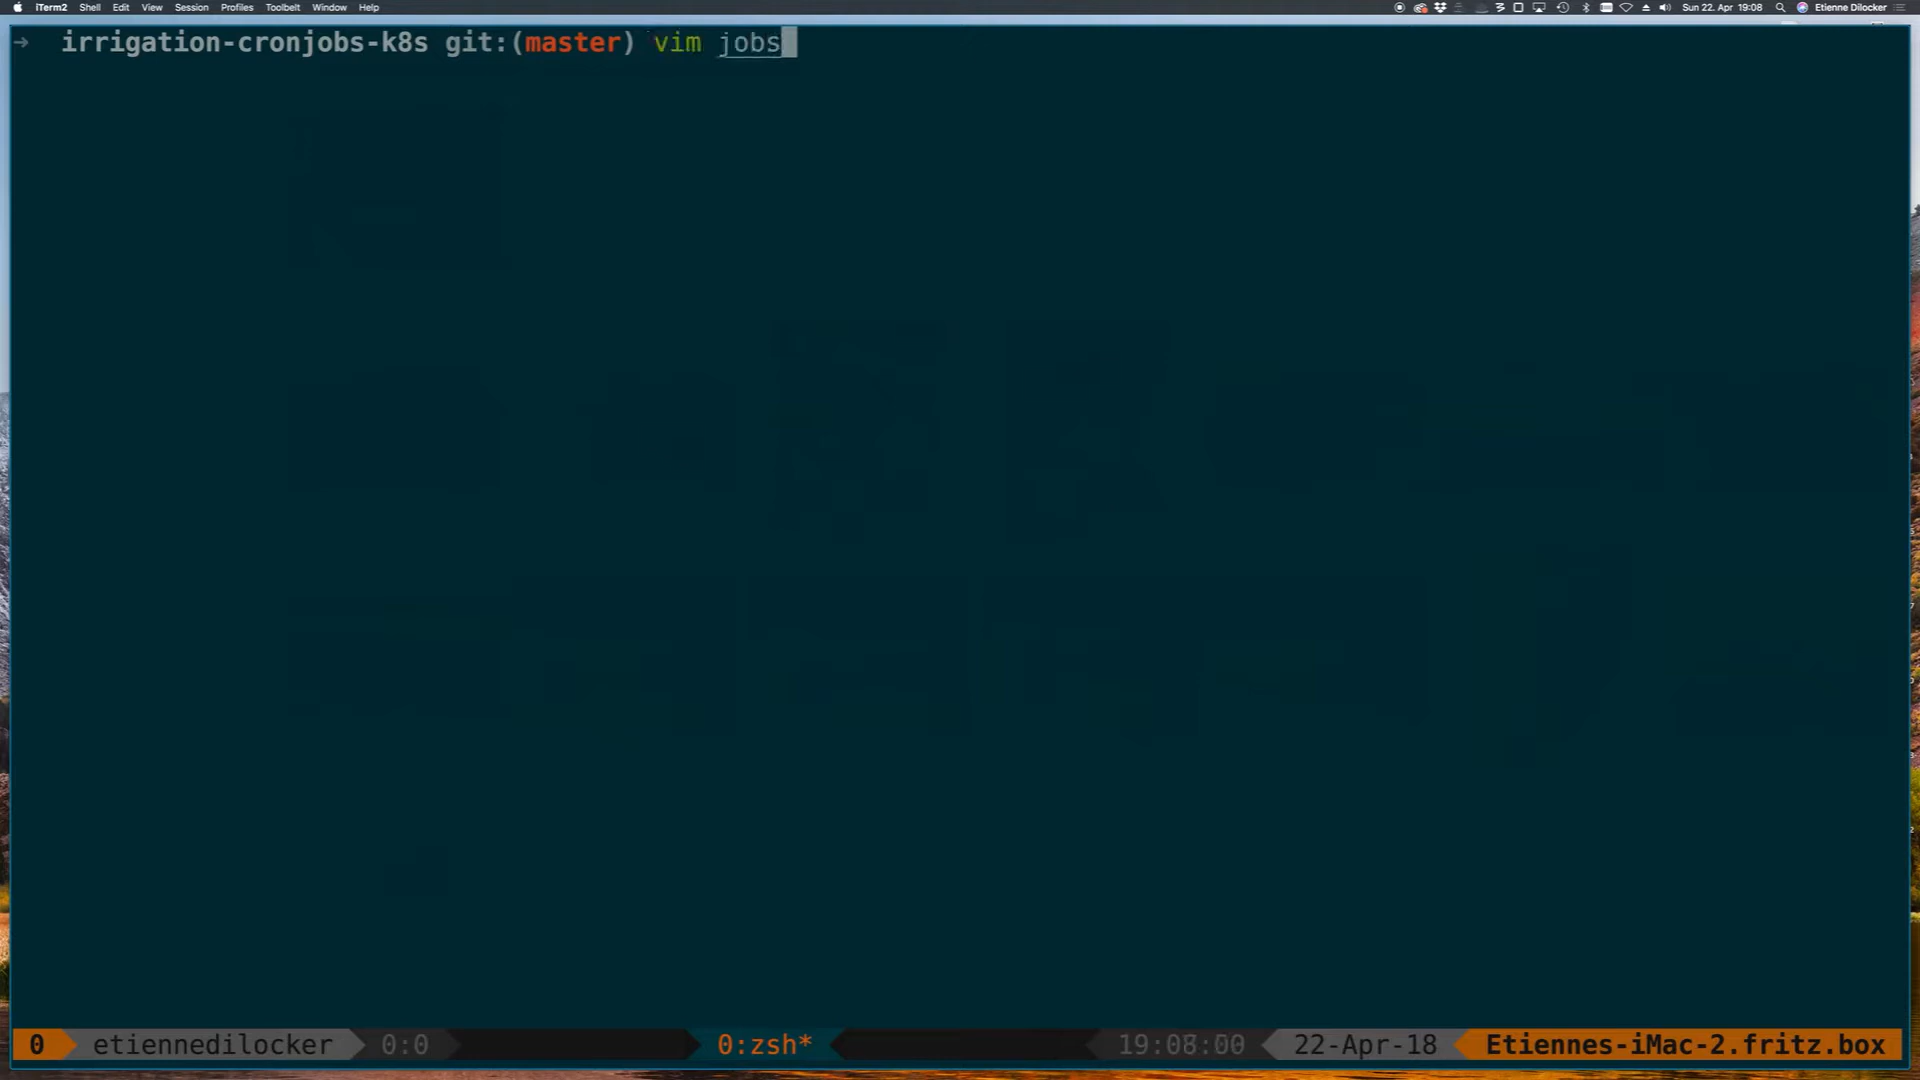 iTerm2 Shell Edit View Session Profiles Toolbelt Window Help Sun 22. Apr 19:08 Etienne Dilocker
→ irrigation-cronjobs-k8s git:(master) vim jobs
0 etiennedilocker 0:0 0:zsh* 19:08:00 22-Apr-18 Etiennes-iMac-2.fritz.box